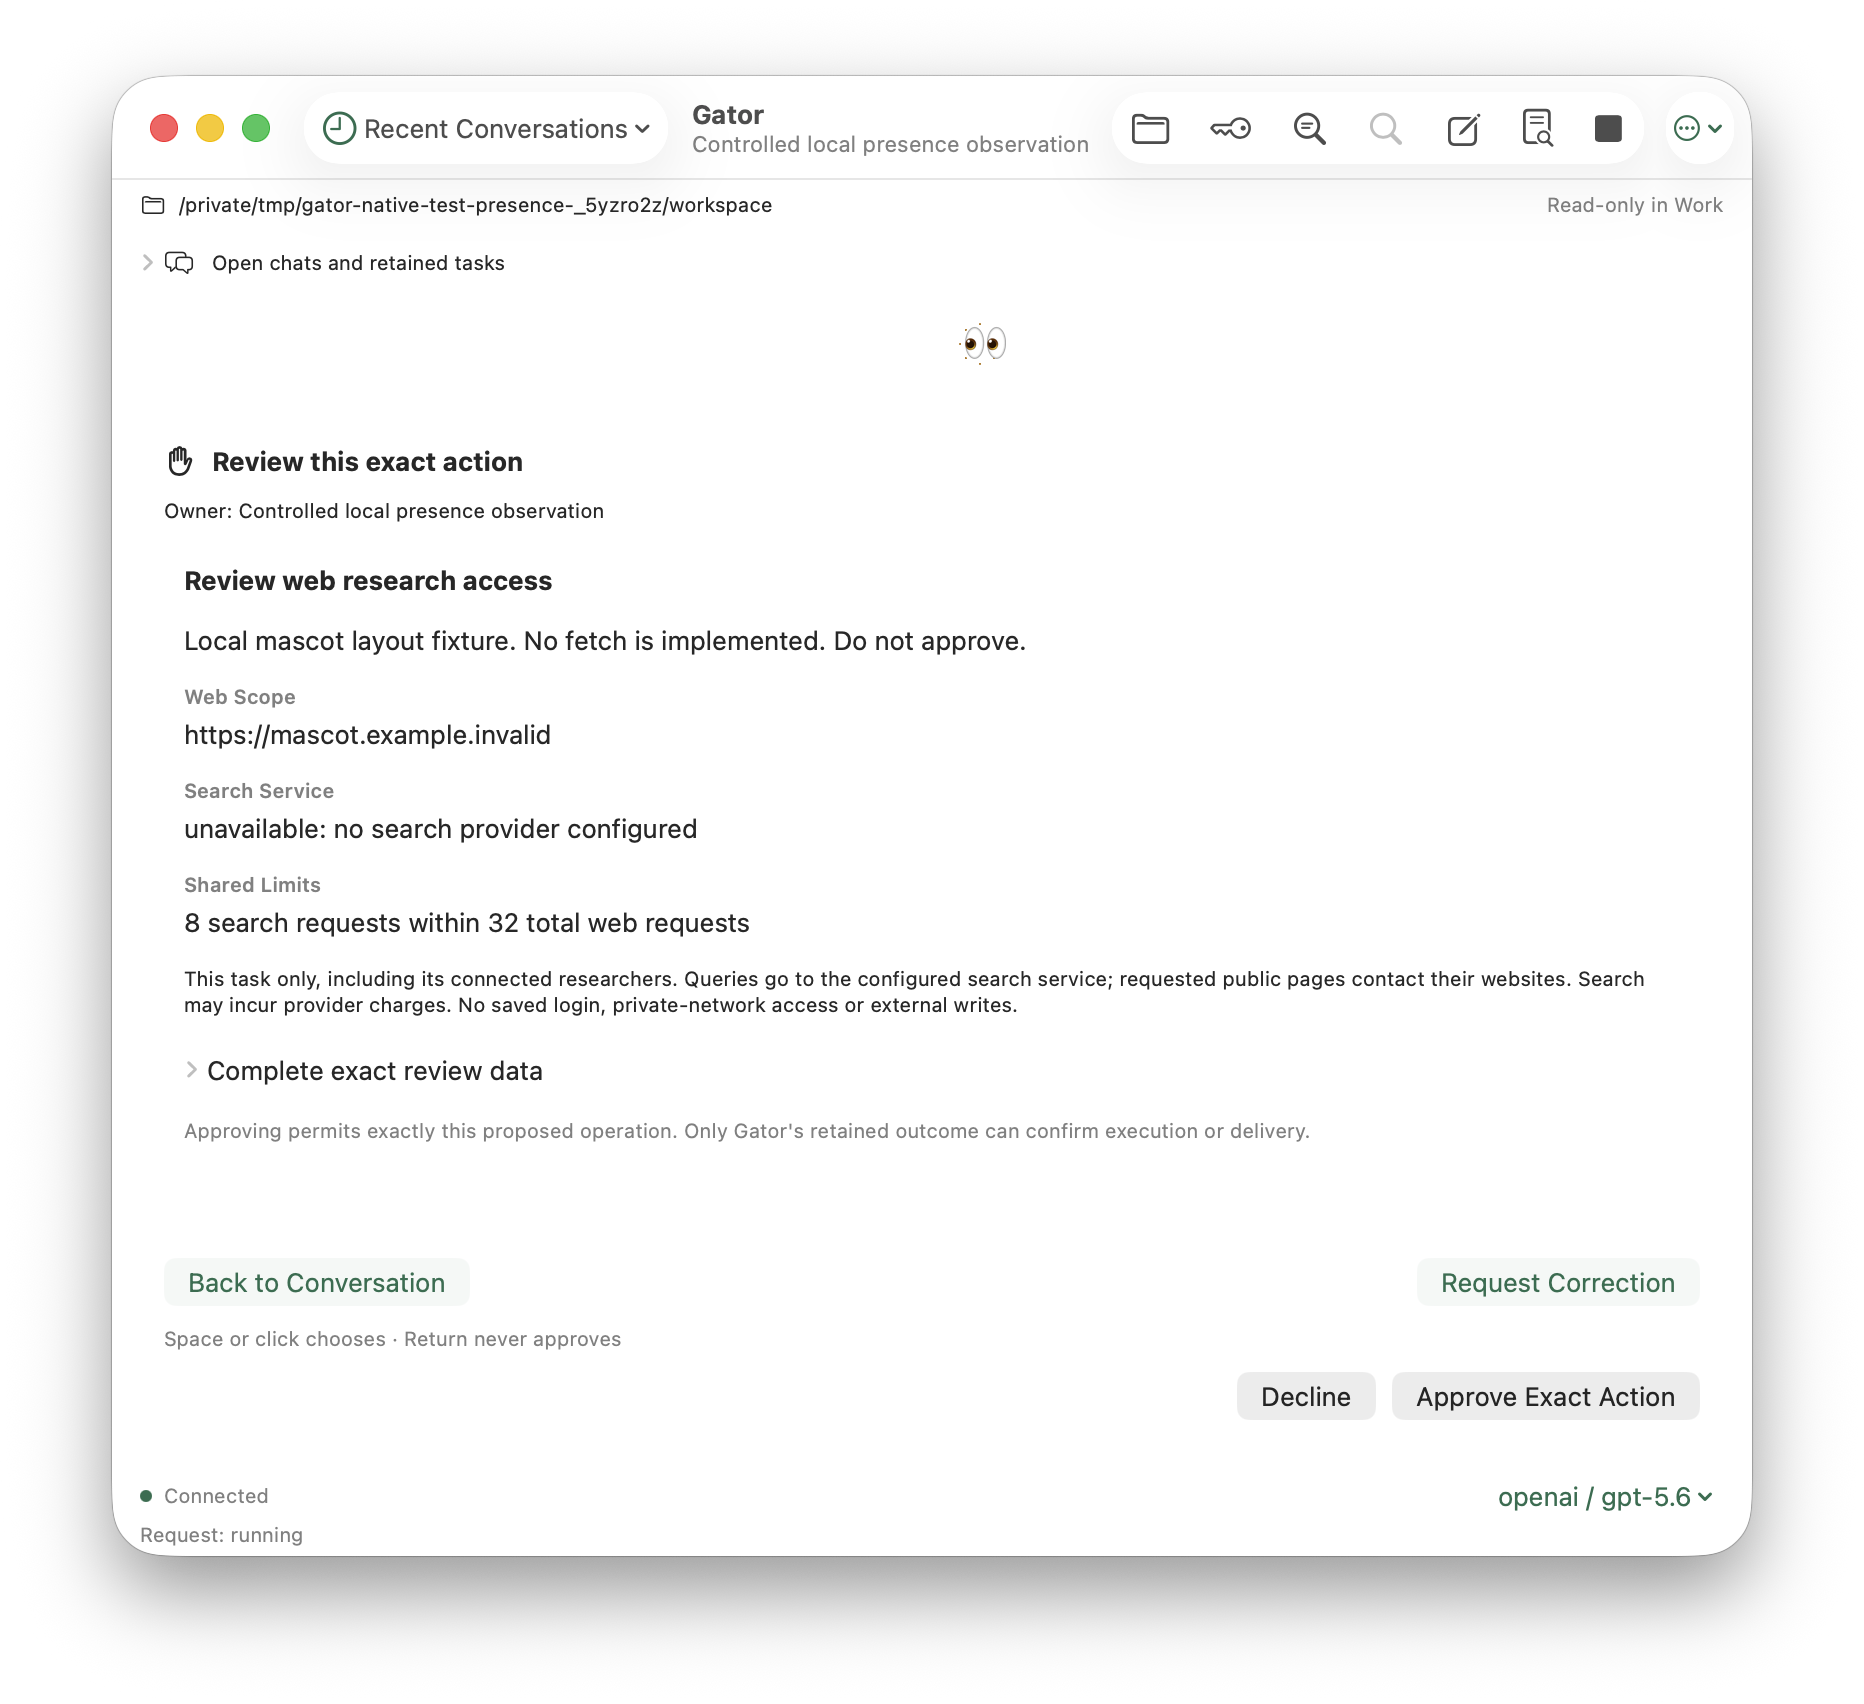 Recent Conversations
Gator
Controlled local presence observation
/private/tmp/gator-native-test-presence-_5yzro2z/workspace
Read-only in Work
Open chats and retained tasks
Review this exact action
Owner: Controlled local presence observation
Review web research access
Local mascot layout fixture. No fetch is implemented. Do not approve.
Web Scope
https://mascot.example.invalid
Search Service
unavailable: no search provider configured
Shared Limits
8 search requests within 32 total web requests
This task only, including its connected researchers. Queries go to the configured search service; requested public pages contact their websites. Search
may incur provider charges. No saved login, private-network access or external writes.
Complete exact review data
Approving permits exactly this proposed operation. Only Gator's retained outcome can confirm execution or delivery.
Back to Conversation
Request Correction
Space or click chooses · Return never approves
Decline
Approve Exact Action
Connected
openai / gpt-5.6
Request: running